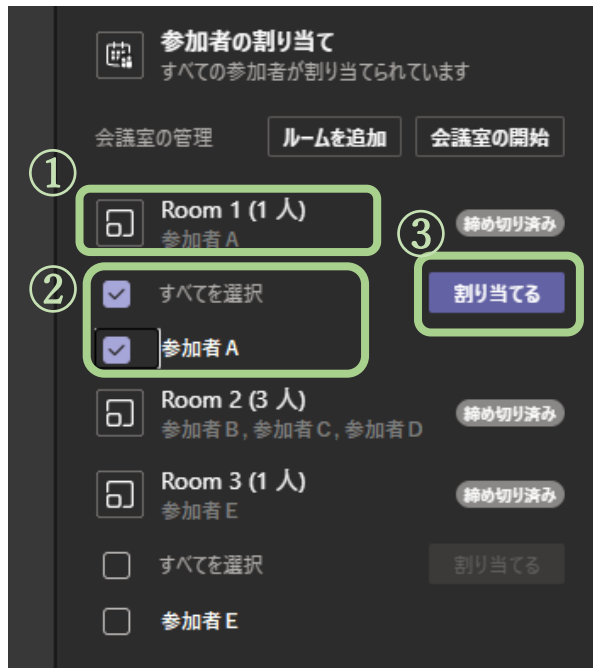 参加者の割り当て
すべての参加者が割り当てられています
会議室の管理 ルームを追加 会議室の開始
①
Room 1 (1 人) 締め切り済み
参加者 A
③
②
すべてを選択 割り当てる
参加者 A
Room 2 (3 人) 締め切り済み
参加者 B , 参加者 C , 参加者 D
Room 3 (1 人) 締め切り済み
参加者 E
すべてを選択 割り当てる
参加者 E